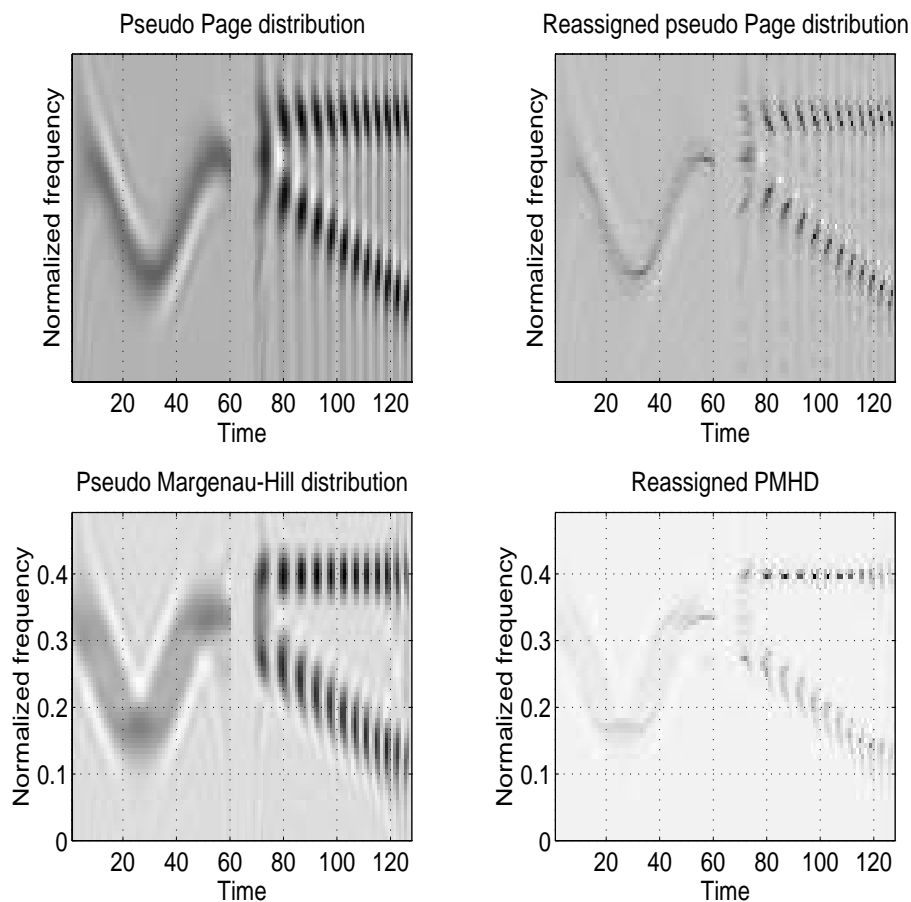 Pseudo Page distribution
Normalized frequency
20 40 60 80 100 120
Time
Reassigned pseudo Page distribution
Normalized frequency
20 40 60 80 100 120
Time
Pseudo Margenau-Hill distribution
Normalized frequency
0.4
0.3
0.2
0.1
0
20 40 60 80 100 120
Time
Reassigned PMHD
Normalized frequency
0.4
0.3
0.2
0.1
0
20 40 60 80 100 120
Time